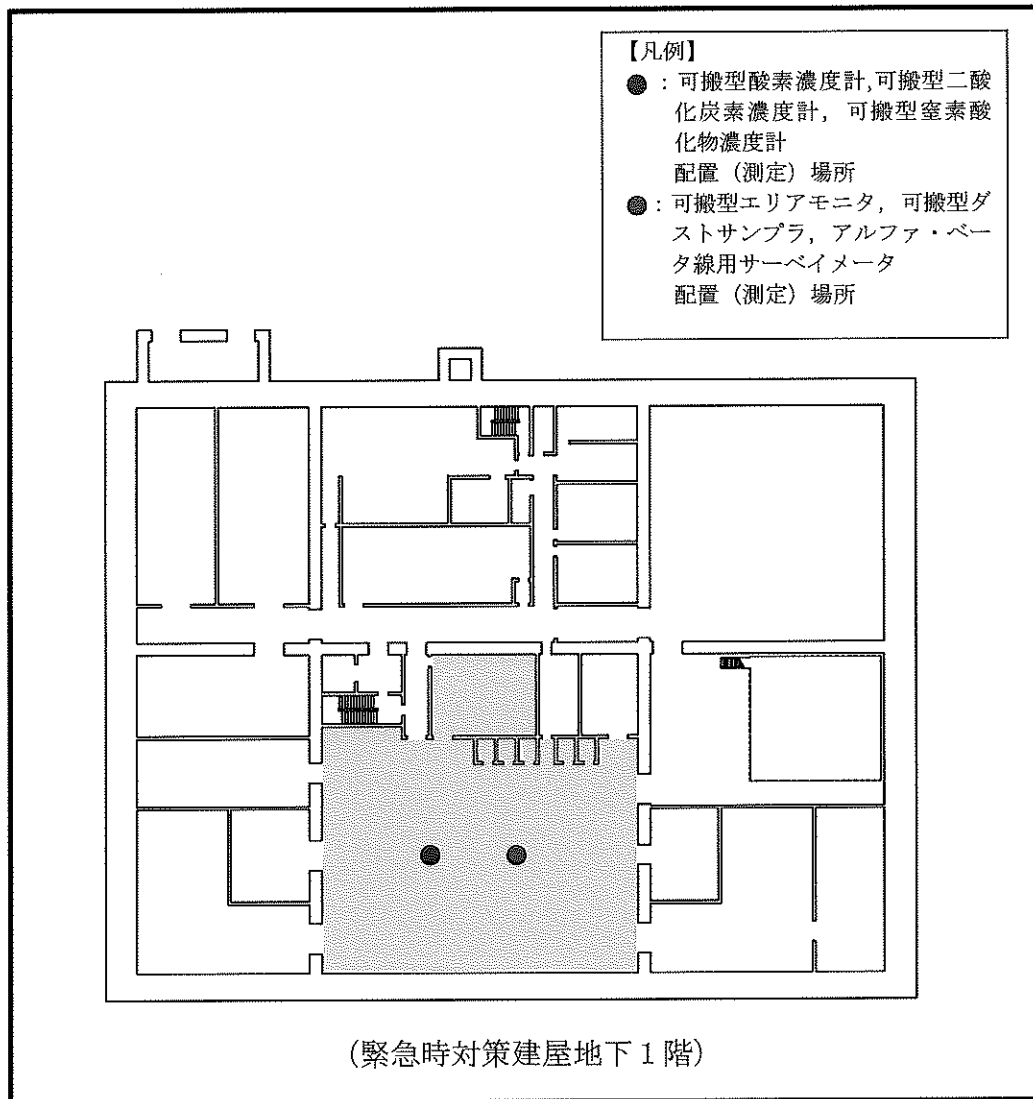 【凡例】
● : 可搬型酸素濃度計,可搬型二酸
化炭素濃度計, 可搬型窒素酸
化物濃度計
配置（測定）場所
● : 可搬型エリアモニタ, 可搬型ダ
ストサンプラ, アルファ・ベー
タ線用サーベイメータ
配置（測定）場所
(緊急時対策建屋地下１階)